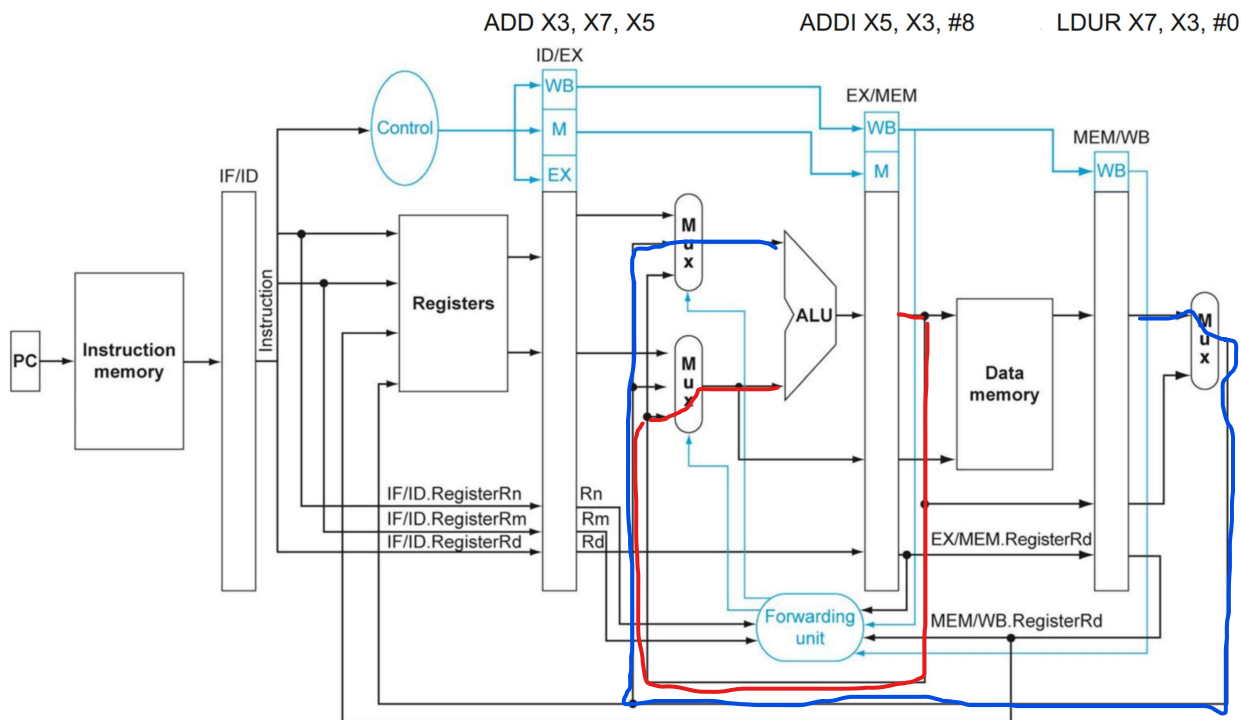 ADD X3, X7, X5
ADDI X5, X3, #8
LDUR X7, X3, #0
ID/EX
WB
M
EX
Control
EX/MEM
WB
M
MEM/WB
WB
IF/ID
Instruction
PC
Instruction
memory
Registers
M
u
x
M
u
x
ALU
Data
memory
M
u
x
IF/ID.RegisterRn
IF/ID.RegisterRm
IF/ID.RegisterRd
Rn
Rm
Rd
EX/MEM.RegisterRd
Forwarding
unit
MEM/WB.RegisterRd